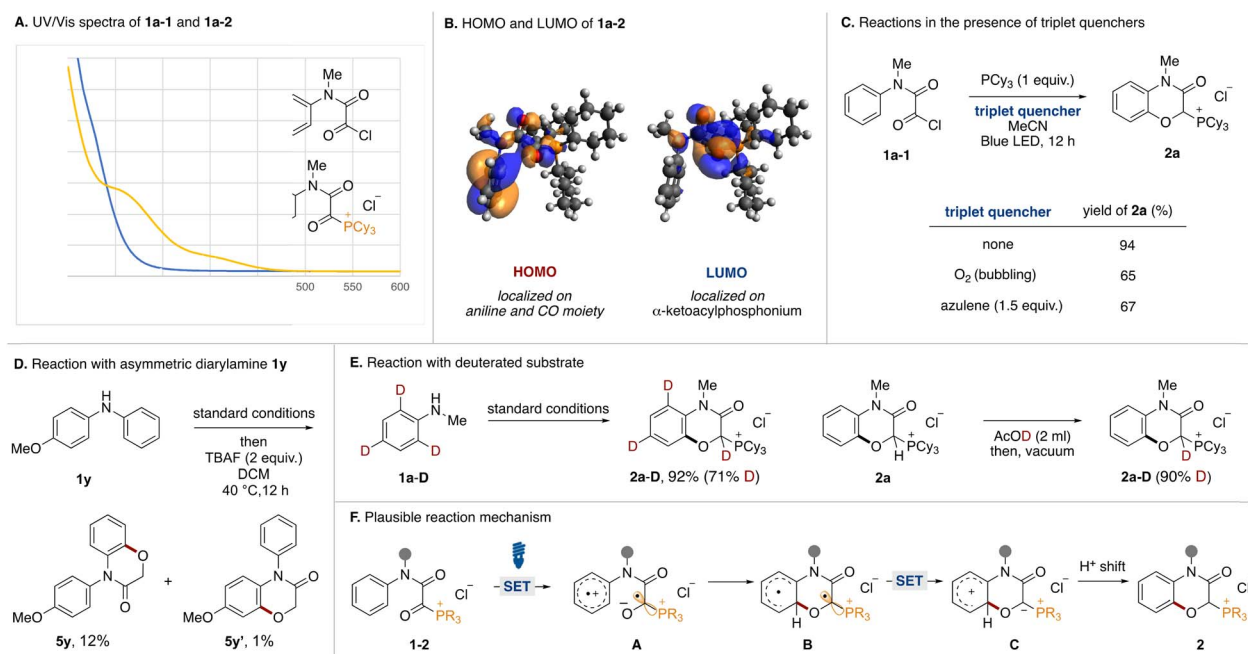 A. UV/Vis spectra of 1a-1 and 1a-2
Me
N
O
O
Cl
Me
N
O
Cl⁻
O
⁺
PCy₃
500
550
600
B. HOMO and LUMO of 1a-2
HOMO
LUMO
localized on
aniline and CO moiety
localized on
α-ketoacylphosphonium
C. Reactions in the presence of triplet quenchers
Me
N
O
O
Cl
1a-1
PCy₃ (1 equiv.)
triplet quencher
MeCN
Blue LED, 12 h
Me
N
O
O
⁺
PCy₃
Cl⁻
2a
triplet quencher
yield of 2a (%)
none
94
O₂ (bubbling)
65
azulene (1.5 equiv.)
67
D. Reaction with asymmetric diarylamine 1y
H
N
MeO
1y
standard conditions
then
TBAF (2 equiv.)
DCM
40 °C,12 h
O
N
O
MeO
5y, 12%
+
N
O
O
MeO
5y', 1%
E. Reaction with deuterated substrate
D
H
N
Me
D
D
1a-D
standard conditions
D
Me
N
O
Cl⁻
D
O
⁺
PCy₃
D
2a-D, 92% (71% D)
Me
N
O
Cl⁻
O
⁺
PCy₃
H
2a
AcOD (2 ml)
then, vacuum
Me
N
O
Cl⁻
O
⁺
PCy₃
D
2a-D (90% D)
F. Plausible reaction mechanism
N
O
Cl⁻
O
⁺
PR₃
1-2
SET
•+
N
O
Cl⁻
⁻
O
•
⁺
PR₃
A
•
N
O
Cl⁻
H
O
•
⁺
PR₃
B
SET
+
N
O
Cl⁻
O
H
⁻
⁺
PR₃
C
H⁺ shift
N
O
Cl
O
⁺
PR₃
2